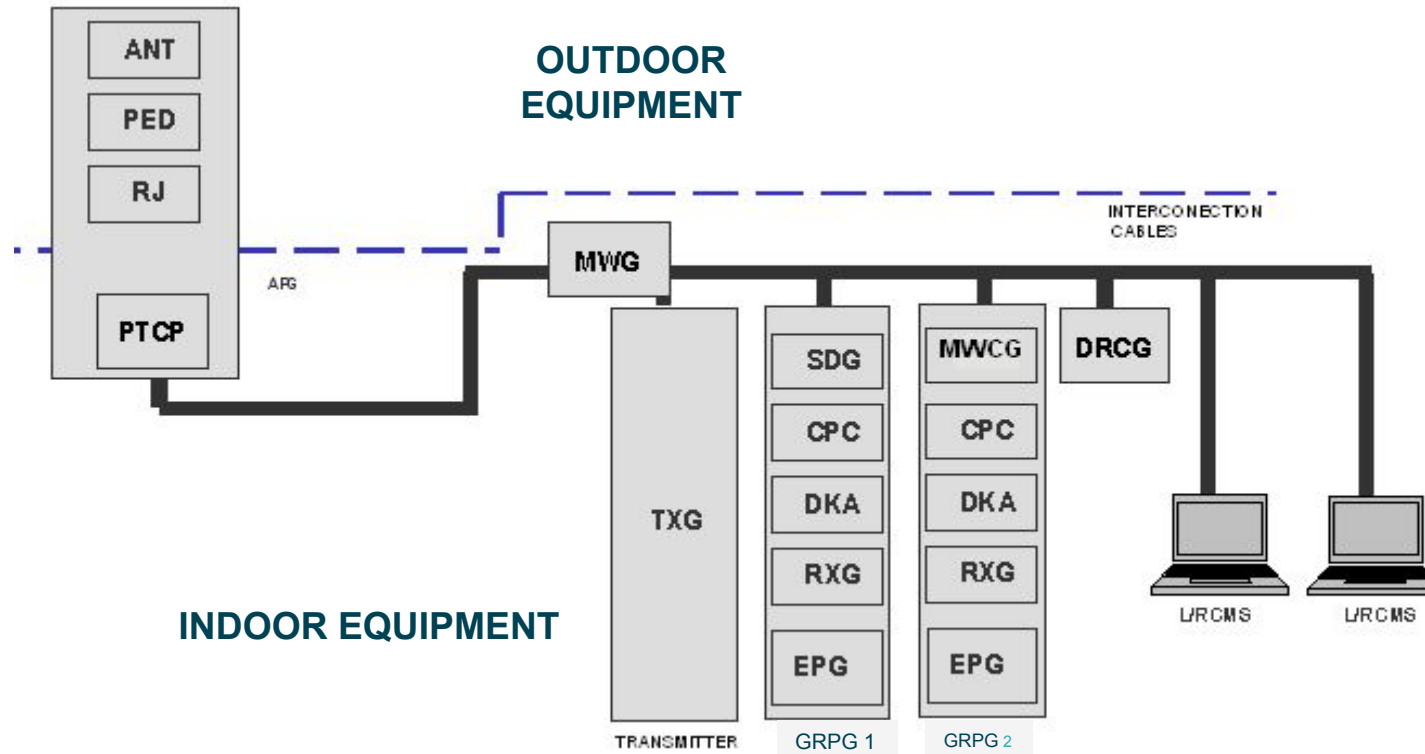 ANT
PED
RJ
PTCP
OUTDOOR
EQUIPMENT
INTERCONECTION
CABLES
APG
MWG
TXG
SDG
CPC
DKA
RXG
EPG
MWCG
CPC
DKA
RXG
EPG
DRCG
L/RCMS
L/RCMS
INDOOR EQUIPMENT
TRANSMITTER
GRPG 1
GRPG 2